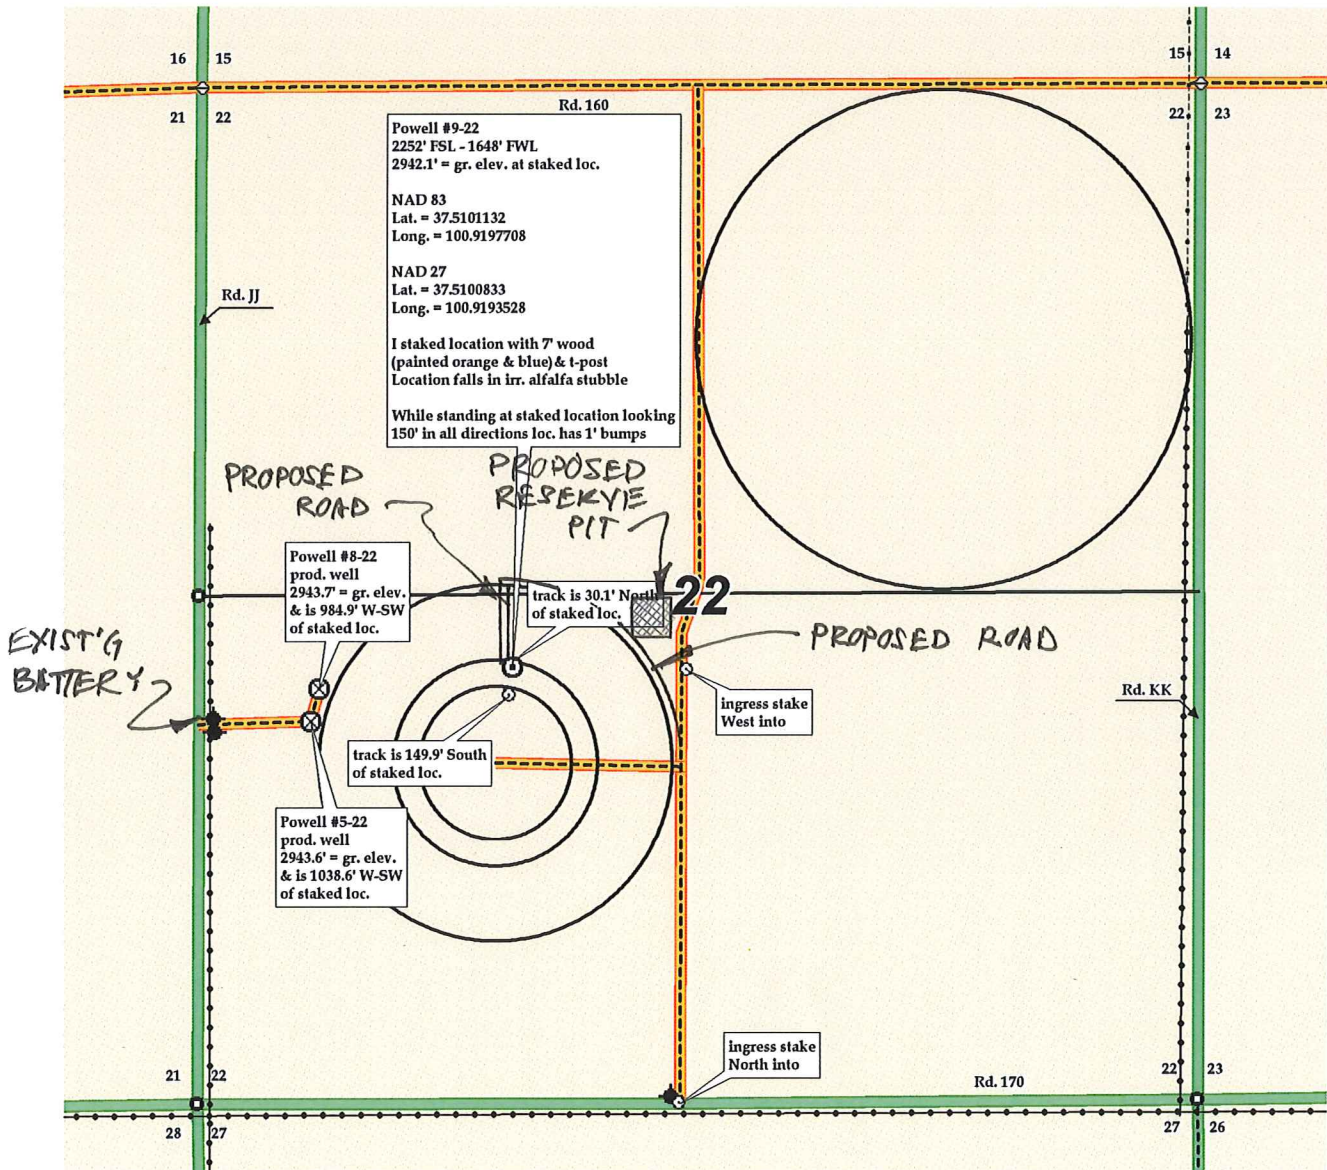 16 15
15 14
21 22
22 23
Rd. 160
Powell #9-22
2252' FSL - 1648' FWL
2942.1' = gr. elev. at staked loc.
NAD 83
Lat. = 37.5101132
Long. = 100.9197708
NAD 27
Lat. = 37.5100833
Long. = 100.9193528
I staked location with 7' wood
(painted orange & blue) & t-post
Location falls in irr. alfalfa stubble
While standing at staked location looking
150' in all directions loc. has 1' bumps
Rd. JJ
PROPOSED
ROAD
PROPOSED
RESERVE
PIT
Powell #8-22
prod. well
2943.7' = gr. elev.
& is 984.9' W-SW
of staked loc.
track is 30.1' North
of staked loc.
22
EXIST'G
BATTERY
PROPOSED ROAD
ingress stake
West into
Rd. KK
track is 149.9' South
of staked loc.
Powell #5-22
prod. well
2943.6' = gr. elev.
& is 1038.6' W-SW
of staked loc.
ingress stake
North into
Rd. 170
21 22
22 23
28 27
27 26